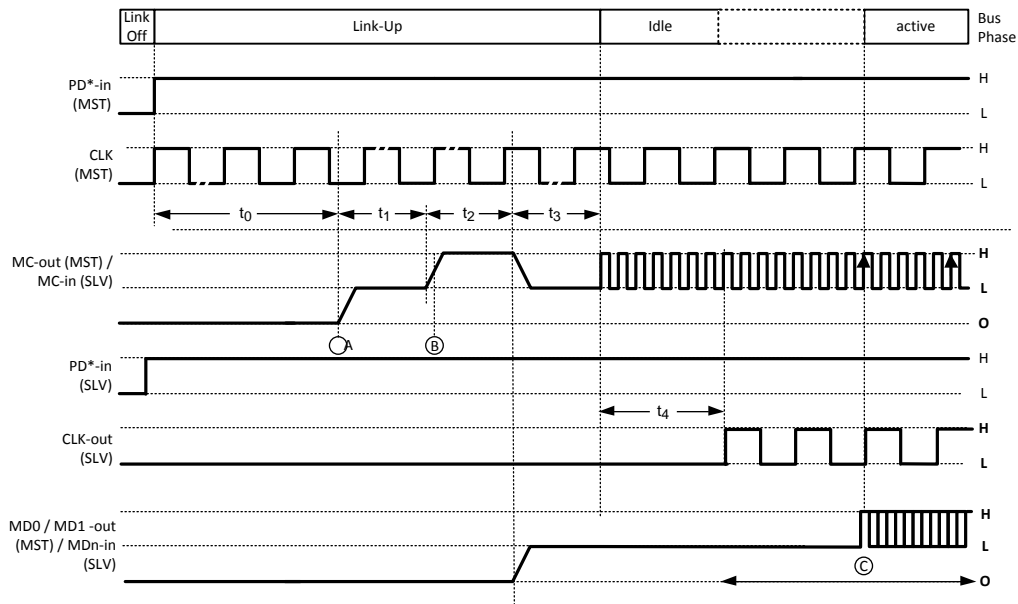 Link
Off
Link-Up
Idle
active
Bus
Phase
PD*-in
(MST)
H
L
CLK
(MST)
H
L
t0
t1
t2
t3
MC-out (MST) /
MC-in (SLV)
H
L
O
A
B
PD*-in
(SLV)
H
L
t4
CLK-out
(SLV)
H
L
MD0 / MD1 -out
(MST) / MDn-in
(SLV)
H
L
O
C